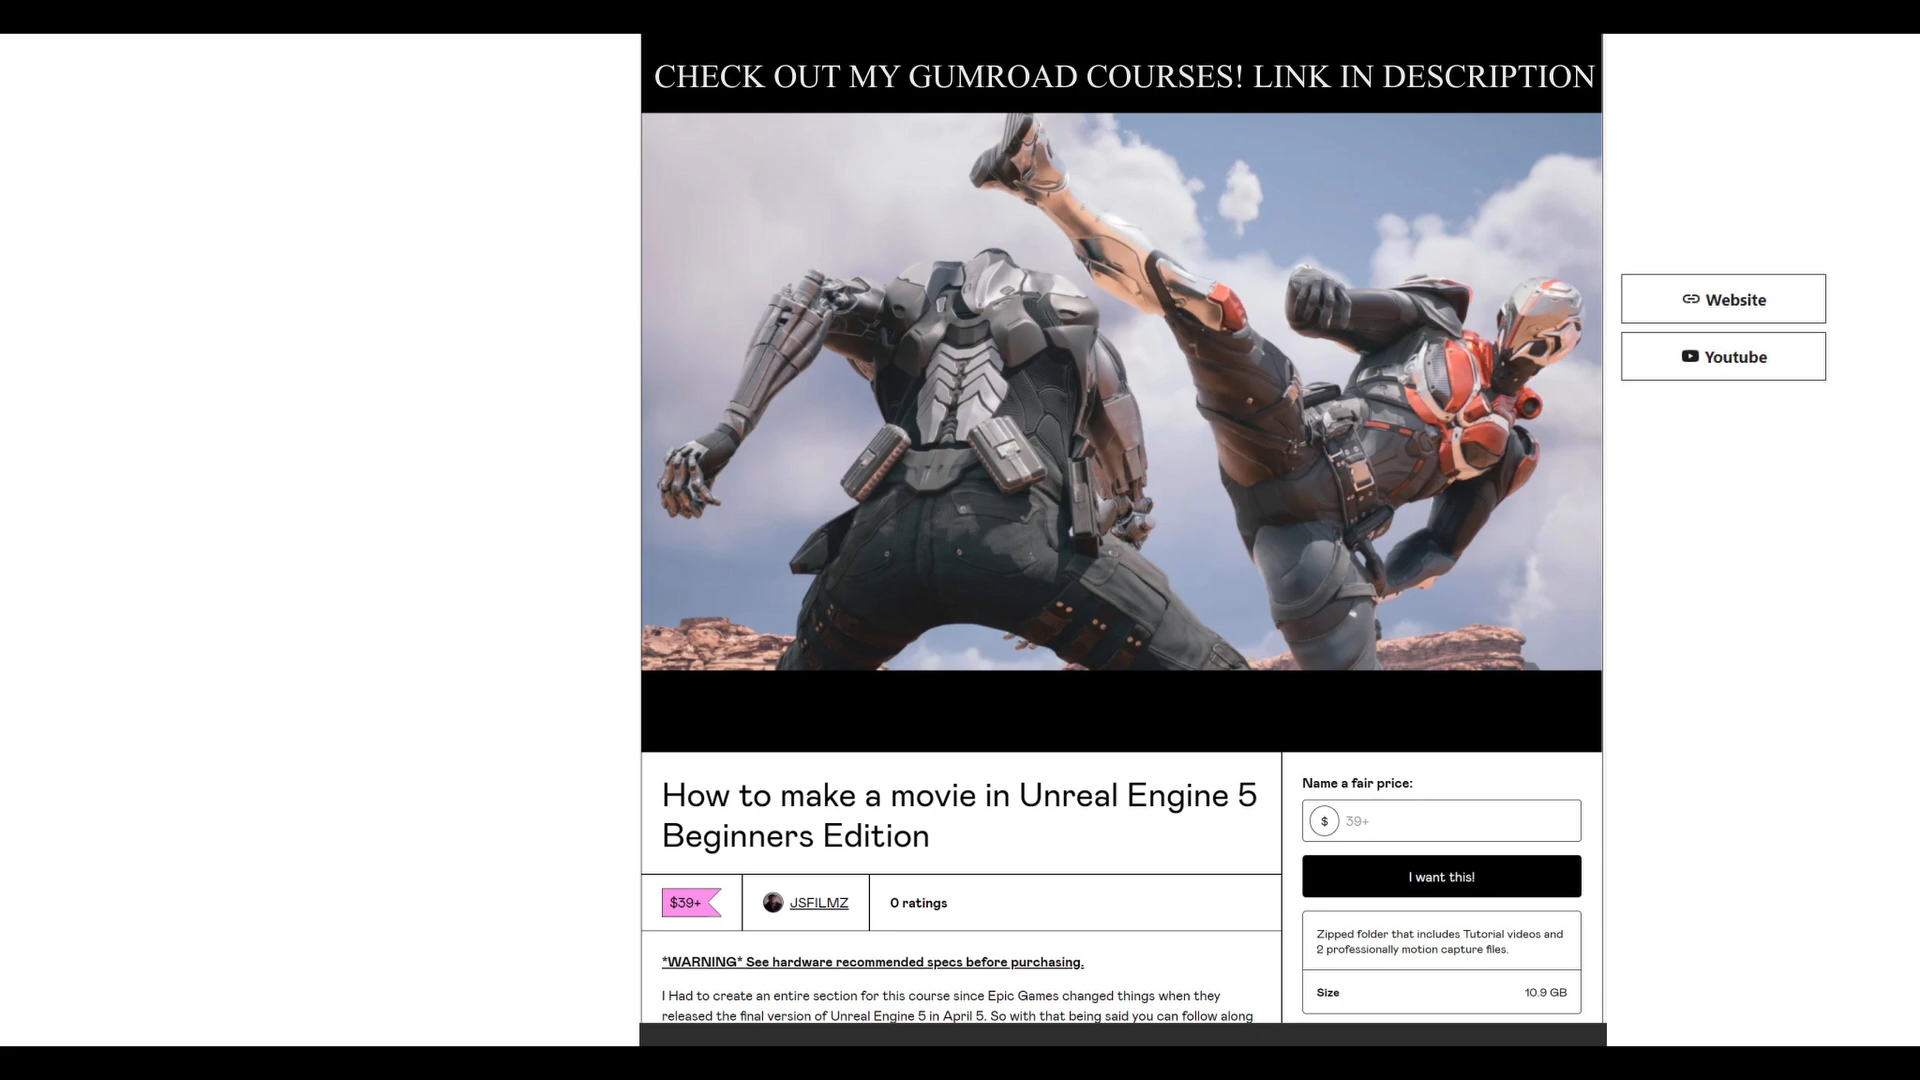 CHECK OUT MY GUMROAD COURSES! LINK IN DESCRIPTION
Website
Youtube
How to make a movie in Unreal Engine 5
Beginners Edition
$39+
JSFILMZ
0 ratings
*WARNING* See hardware recommended specs before purchasing.
I Had to create an entire section for this course since Epic Games changed things when they
released the final version of Unreal Engine 5 in April 5. So with that being said you can follow along
Name a fair price:
$ 39+
I want this!
Zipped folder that includes Tutorial videos and
2 professionally motion capture files.
Size 10.9 GB